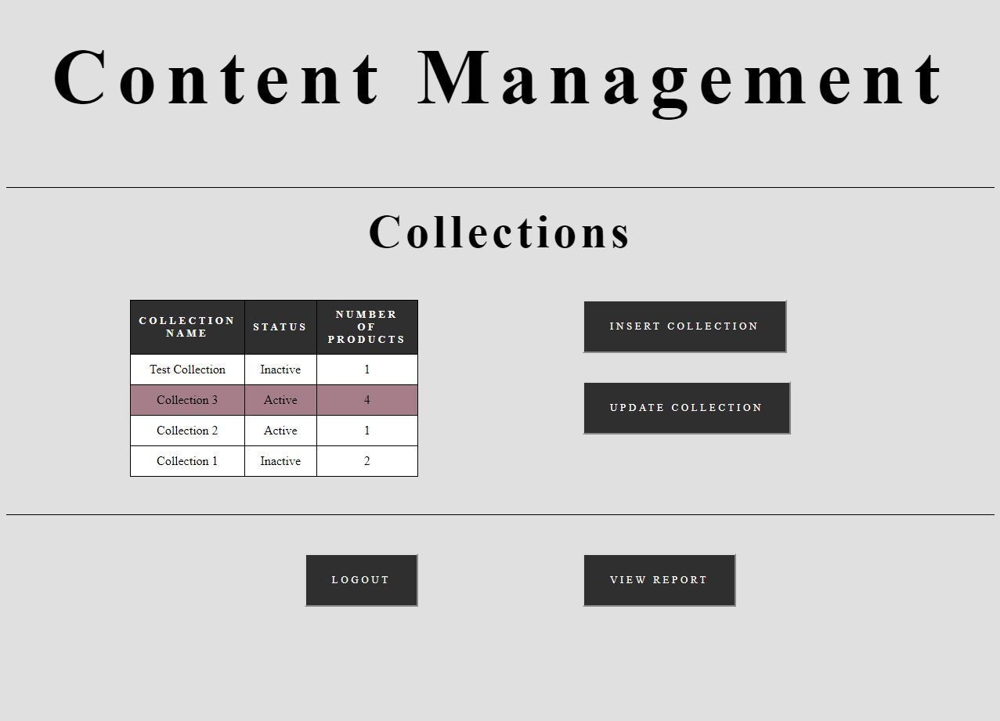 Content Management
Collections
COLLECTION
NAME
STATUS
NUMBER
OF
PRODUCTS
Test Collection Inactive 1
Collection 3 Active 4
Collection 2 Active 1
Collection 1 Inactive 2
INSERT COLLECTION
UPDATE COLLECTION
LOGOUT
VIEW REPORT